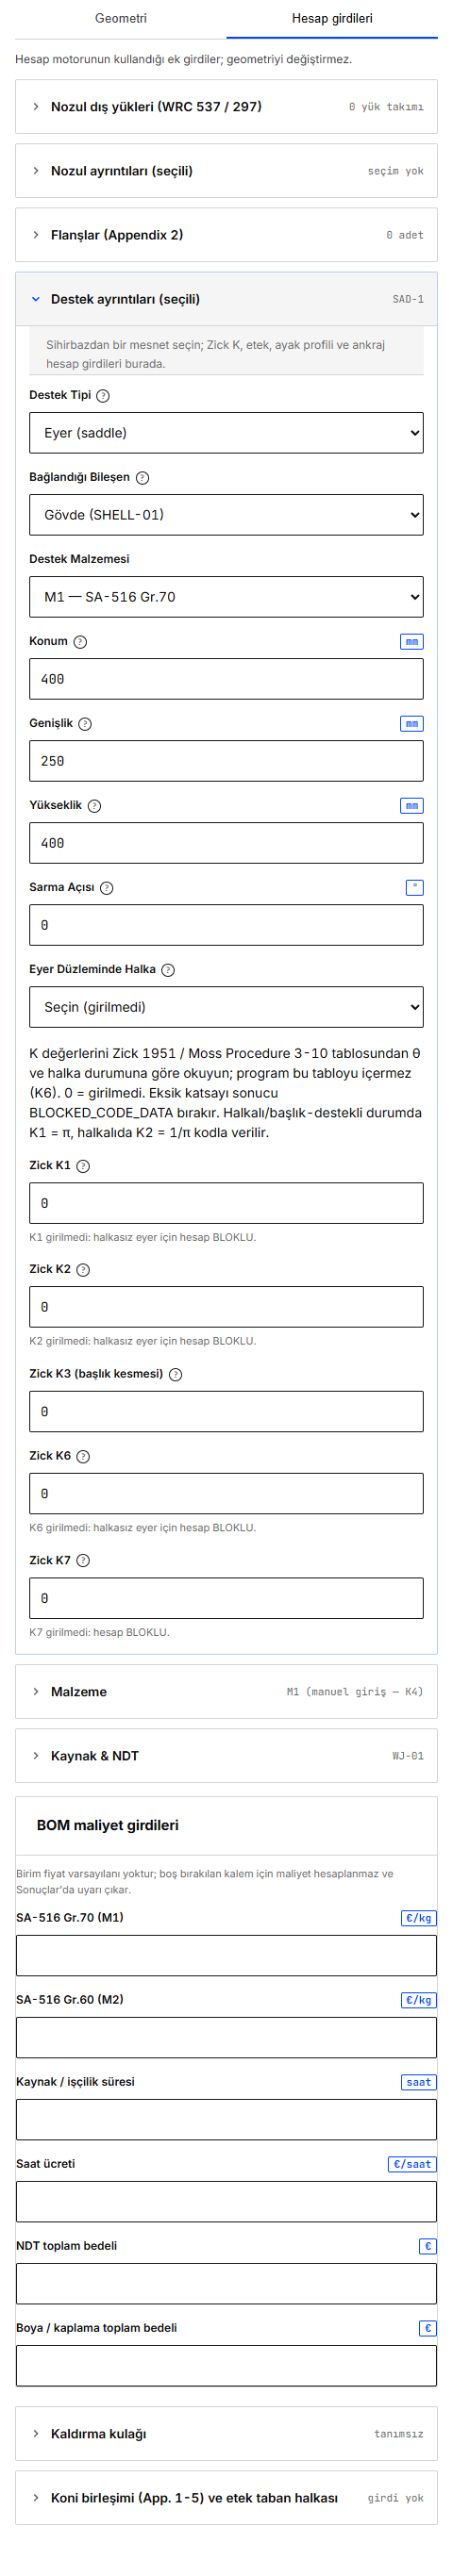 Geometri
Hesap girdileri
Hesap motorunun kullandığı ek girdiler; geometriyi değiştirmez.
Nozul dış yükleri (WRC 537 / 297)
0 yük takımı
Nozul ayrıntıları (seçili)
seçim yok
Flanşlar (Appendix 2)
0 adet
Destek ayrıntıları (seçili)
SAD-1
Sihirbazdan bir mesnet seçin; Zick K, etek, ayak profili ve ankraj
hesap girdileri burada.
Destek Tipi ?
Eyer (saddle)
Bağlandığı Bileşen ?
Gövde (SHELL-01)
Destek Malzemesi
M1 — SA-516 Gr.70
Konum ? mm
400
Genişlik ? mm
250
Yükseklik ? mm
400
Sarma Açısı ? °
0
Eyer Düzleminde Halka ?
Seçin (girilmedi)
K değerlerini Zick 1951 / Moss Procedure 3-10 tablosundan θ
ve halka durumuna göre okuyun; program bu tabloyu içermez
(K6). 0 = girilmedi. Eksik katsayı sonucu
BLOCKED_CODE_DATA bırakır. Halkalı/başlık-destekli durumda
K1 = π, halkalıda K2 = 1/π kodla verilir.
Zick K1 ?
0
K1 girilmedi: halkasız eyer için hesap BLOKLU.
Zick K2 ?
0
K2 girilmedi: halkasız eyer için hesap BLOKLU.
Zick K3 (başlık kesmesi) ?
0
Zick K6 ?
0
K6 girilmedi: halkasız eyer için hesap BLOKLU.
Zick K7 ?
0
K7 girilmedi: hesap BLOKLU.
Malzeme
M1 (manuel giriş — K4)
Kaynak & NDT
WJ-01
BOM maliyet girdileri
Birim fiyat varsayılanı yoktur; boş bırakılan kalem için maliyet hesaplanmaz ve
Sonuçlar'da uyarı çıkar.
SA-516 Gr.70 (M1) €/kg
SA-516 Gr.60 (M2) €/kg
Kaynak / işçilik süresi saat
Saat ücreti €/saat
NDT toplam bedeli €
Boya / kaplama toplam bedeli €
Kaldırma kulağı
tanımsız
Koni birleşimi (App. 1-5) ve etek taban halkası
girdi yok